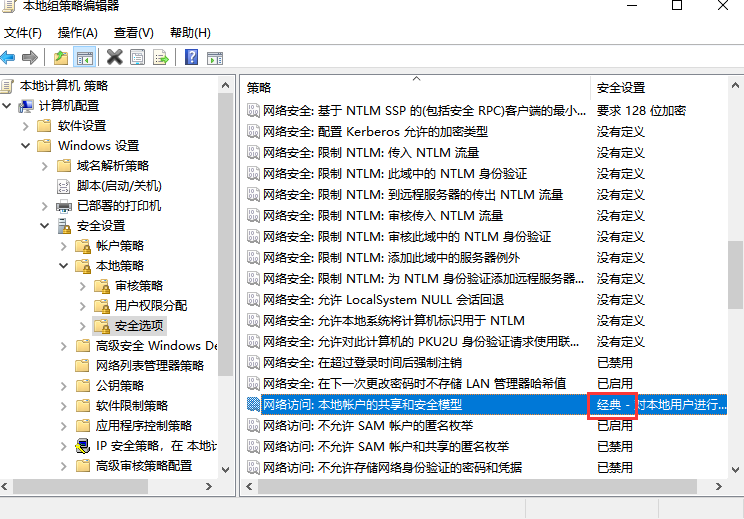 本地组策略编辑器
文件(F) 操作(A) 查看(V) 帮助(H)
本地计算机 策略
计算机配置
软件设置
Windows 设置
域名解析策略
脚本(启动/关机)
已部署的打印机
安全设置
帐户策略
本地策略
审核策略
用户权限分配
安全选项
高级安全 Windows De
网络列表管理器策略
公钥策略
软件限制策略
应用程序控制策略
IP 安全策略，在 本地计
高级审核策略配置
策略 安全设置
网络安全: 基于 NTLM SSP 的(包括安全 RPC)客户端的最小... 要求 128 位加密
网络安全: 配置 Kerberos 允许的加密类型 没有定义
网络安全: 限制 NTLM: 传入 NTLM 流量 没有定义
网络安全: 限制 NTLM: 此域中的 NTLM 身份验证 没有定义
网络安全: 限制 NTLM: 到远程服务器的传出 NTLM 流量 没有定义
网络安全: 限制 NTLM: 审核传入 NTLM 流量 没有定义
网络安全: 限制 NTLM: 审核此域中的 NTLM 身份验证 没有定义
网络安全: 限制 NTLM: 添加此域中的服务器例外 没有定义
网络安全: 限制 NTLM: 为 NTLM 身份验证添加远程服务器... 没有定义
网络安全: 允许 LocalSystem NULL 会话回退 没有定义
网络安全: 允许本地系统将计算机标识用于 NTLM 没有定义
网络安全: 允许对此计算机的 PKU2U 身份验证请求使用联... 没有定义
网络安全: 在超过登录时间后强制注销 已禁用
网络安全: 在下一次更改密码时不存储 LAN 管理器哈希值 已启用
网络访问: 本地帐户的共享和安全模型 经典 - 对本地用户进行...
网络访问: 不允许 SAM 帐户的匿名枚举 已启用
网络访问: 不允许 SAM 帐户和共享的匿名枚举 已禁用
网络访问: 不允许存储网络身份验证的密码和凭据 已禁用